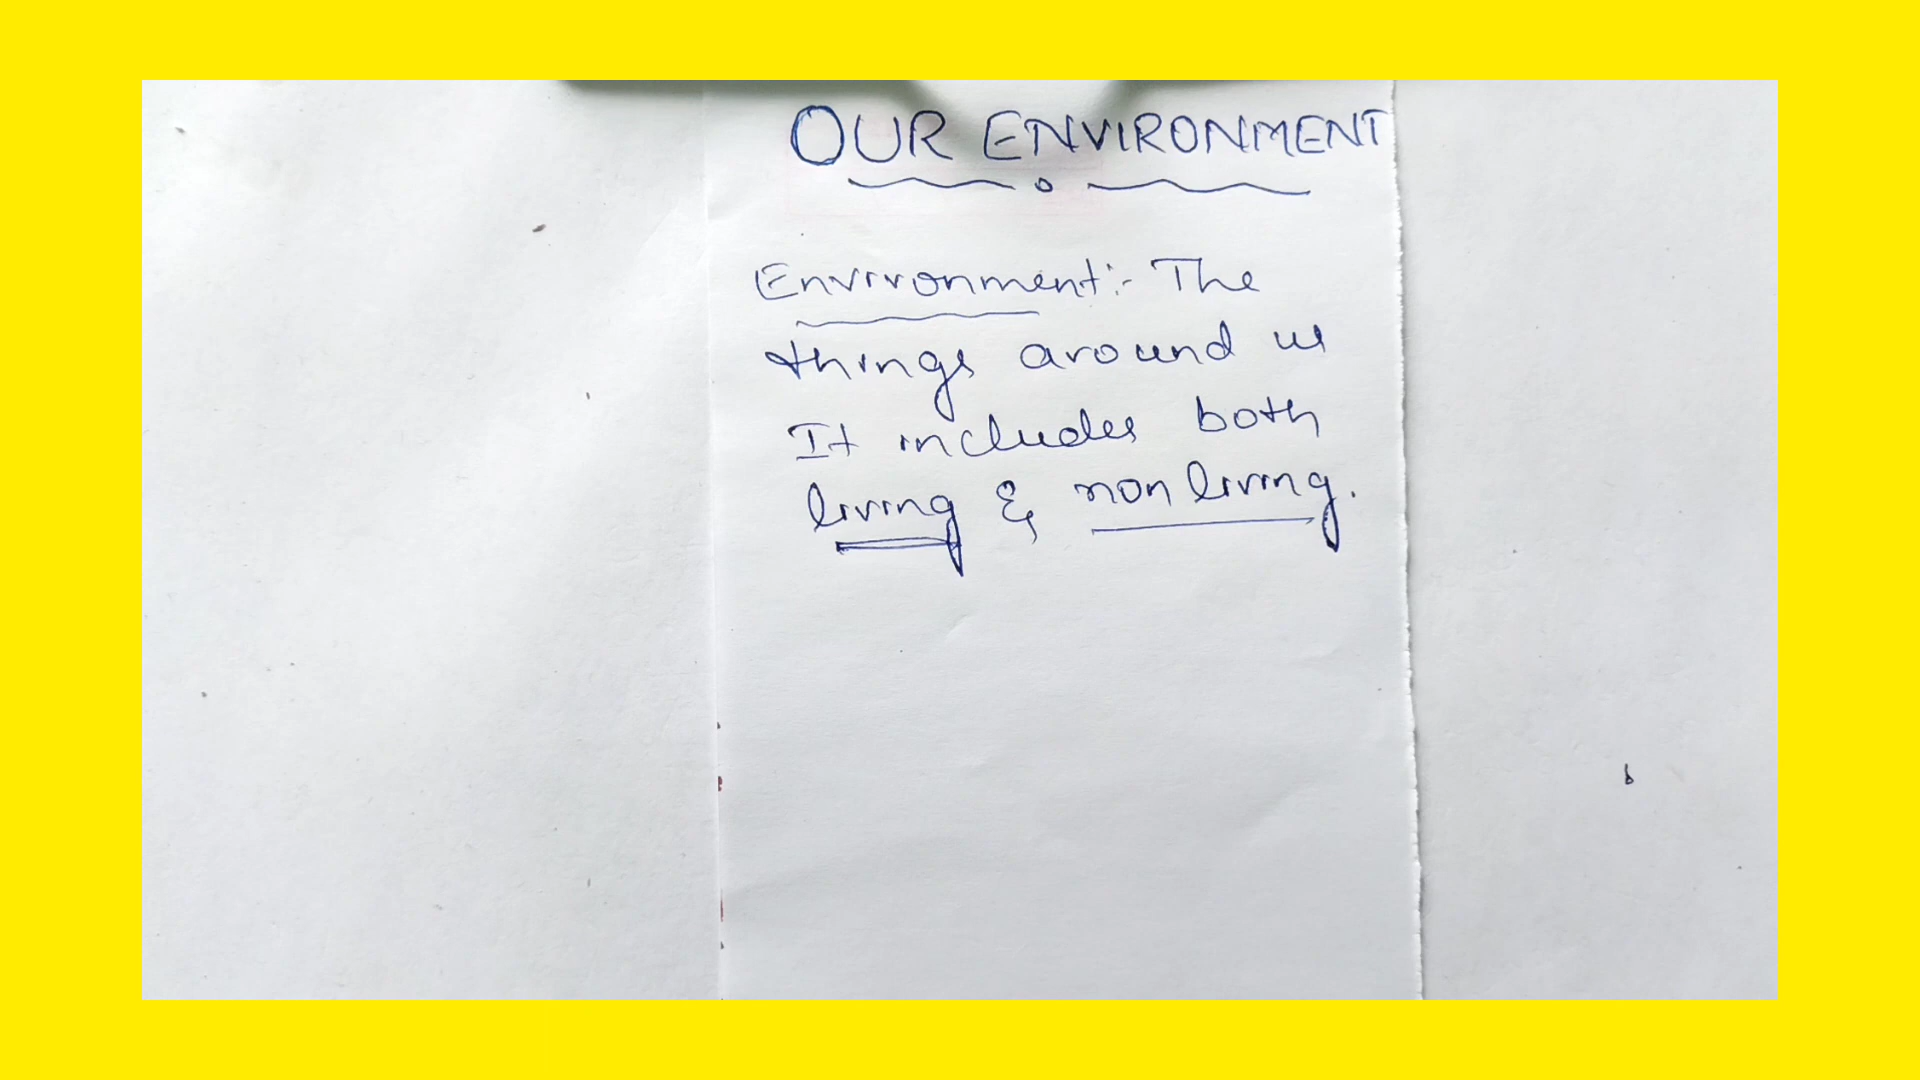 OUR ENVIRONMENT
Environment:- The
things around us
It includes both
living & non living.